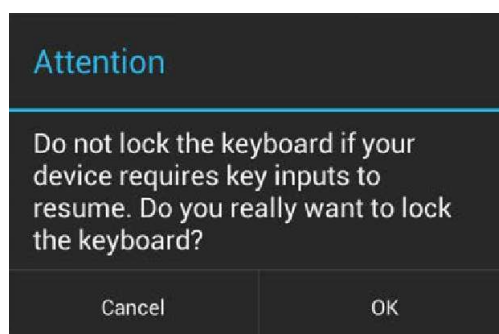 Attention
Do not lock the keyboard if your
device requires key inputs to
resume. Do you really want to lock
the keyboard?
Cancel
OK